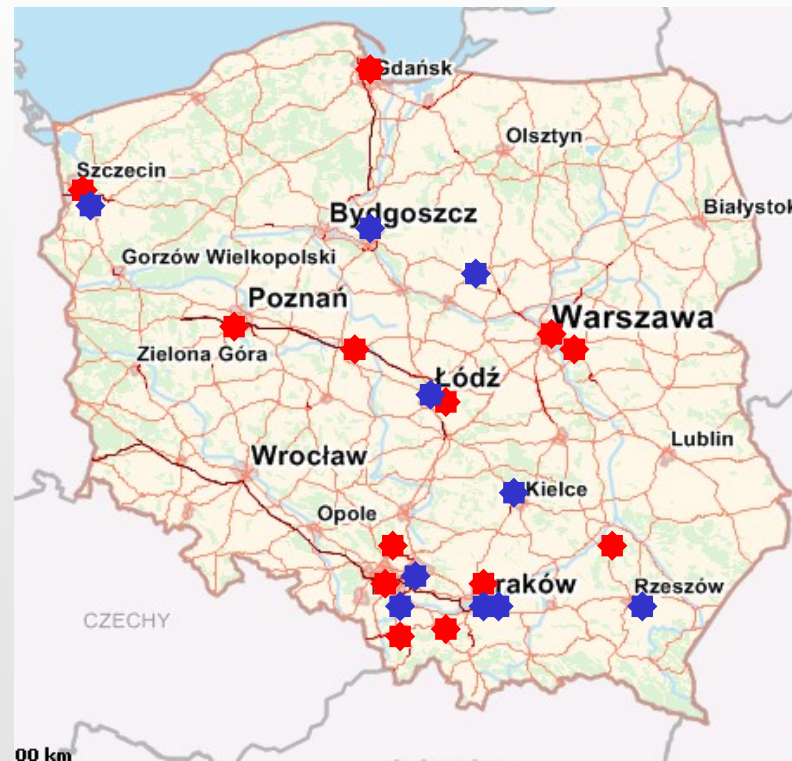 Gdańsk
Olsztyn
Szczecin
Białystok
Bydgoszcz
Gorzów Wielkopolski
Poznań
Warszawa
Zielona Góra
Łódź
Lublin
Wrocław
Kielce
Opole
raków
Rzeszów
CZECHY
00 km